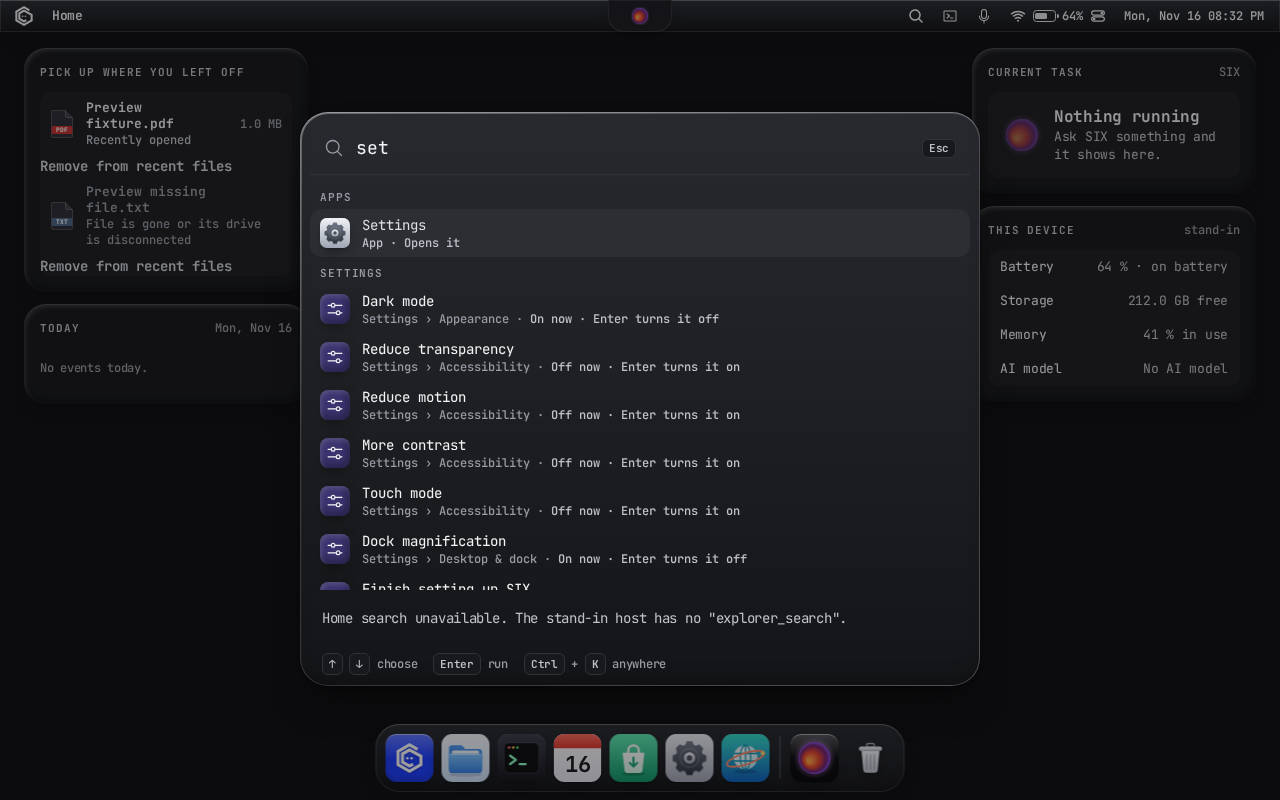 Home
64%
Mon, Nov 16 08:32 PM
PICK UP WHERE YOU LEFT OFF
Preview
fixture.pdf
1.0 MB
Recently opened
PDF
Remove from recent files
Preview missing
file.txt
File is gone or its drive
is disconnected
TXT
Remove from recent files
TODAY
Mon, Nov 16
No events today.
set
Esc
APPS
Settings
App · Opens it
SETTINGS
Dark mode
Settings › Appearance · On now · Enter turns it off
Reduce transparency
Settings › Accessibility · Off now · Enter turns it on
Reduce motion
Settings › Accessibility · Off now · Enter turns it on
More contrast
Settings › Accessibility · Off now · Enter turns it on
Touch mode
Settings › Accessibility · Off now · Enter turns it on
Dock magnification
Settings › Desktop & dock · On now · Enter turns it off
Finish setting up SIX
Home search unavailable. The stand-in host has no "explorer_search".
↑ ↓ choose Enter run Ctrl + K anywhere
CURRENT TASK
SIX
Nothing running
Ask SIX something and
it shows here.
THIS DEVICE
stand-in
Battery 64 % · on battery
Storage 212.0 GB free
Memory 41 % in use
AI model No AI model
16